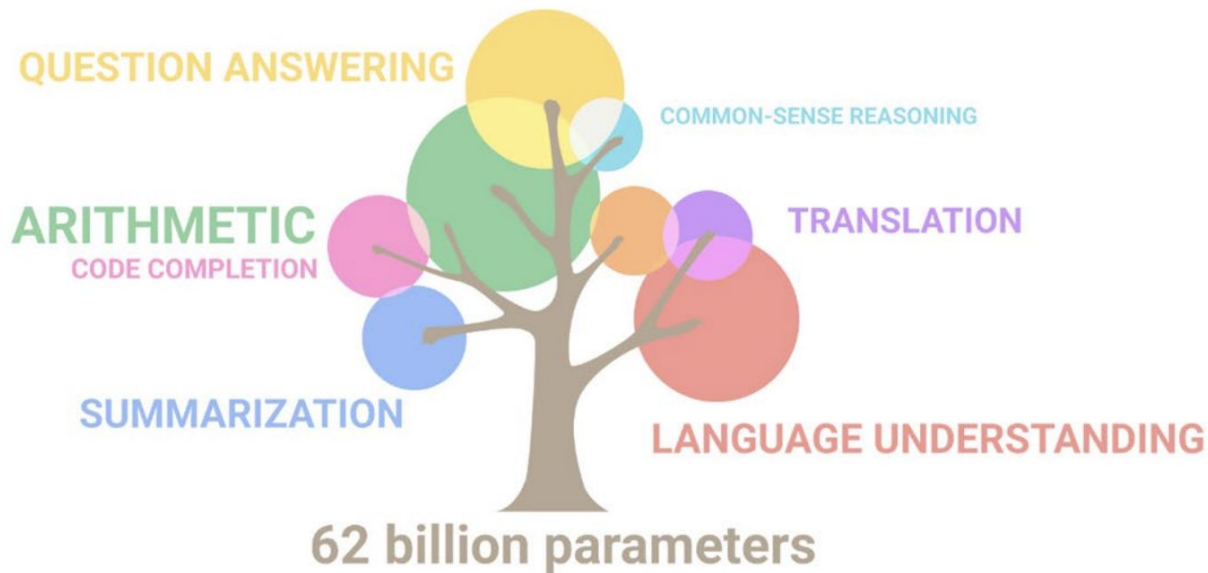 QUESTION ANSWERING
COMMON-SENSE REASONING
ARITHMETIC
TRANSLATION
CODE COMPLETION
SUMMARIZATION
LANGUAGE UNDERSTANDING
62 billion parameters